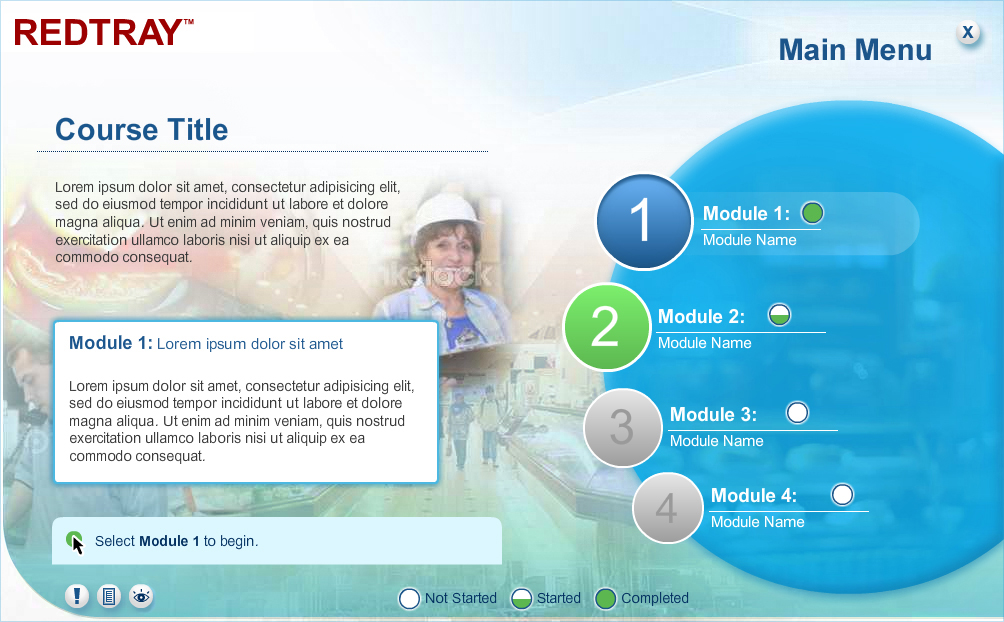 REDTRAY™
X
Main Menu
Course Title
Lorem ipsum dolor sit amet, consectetur adipisicing elit,
sed do eiusmod tempor incididunt ut labore et dolore
magna aliqua. Ut enim ad minim veniam, quis nostrud
exercitation ullamco laboris nisi ut aliquip ex ea
commodo consequat.
Module 1: Lorem ipsum dolor sit amet
Lorem ipsum dolor sit amet, consectetur adipisicing elit,
sed do eiusmod tempor incididunt ut labore et dolore
magna aliqua. Ut enim ad minim veniam, quis nostrud
exercitation ullamco laboris nisi ut aliquip ex ea
commodo consequat.
Select Module 1 to begin.
1
Module 1:
Module Name
2
Module 2:
Module Name
3
Module 3:
Module Name
4
Module 4:
Module Name
!
Not Started
Started
Completed